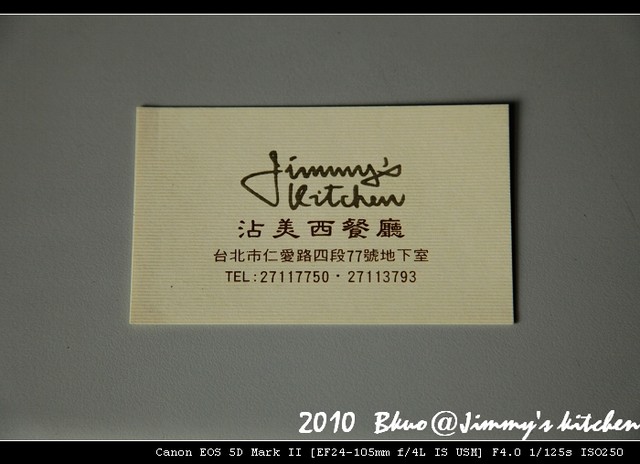 Jimmy's
Kitchen
沾美西餐廳
台北市仁愛路四段77號地下室
TEL:27117750・27113793
2010 Bkuo@Jimmy's kitchen
Canon EOS 5D Mark II [EF24-105mm f/4L IS USM] F4.0 1/125s ISO250